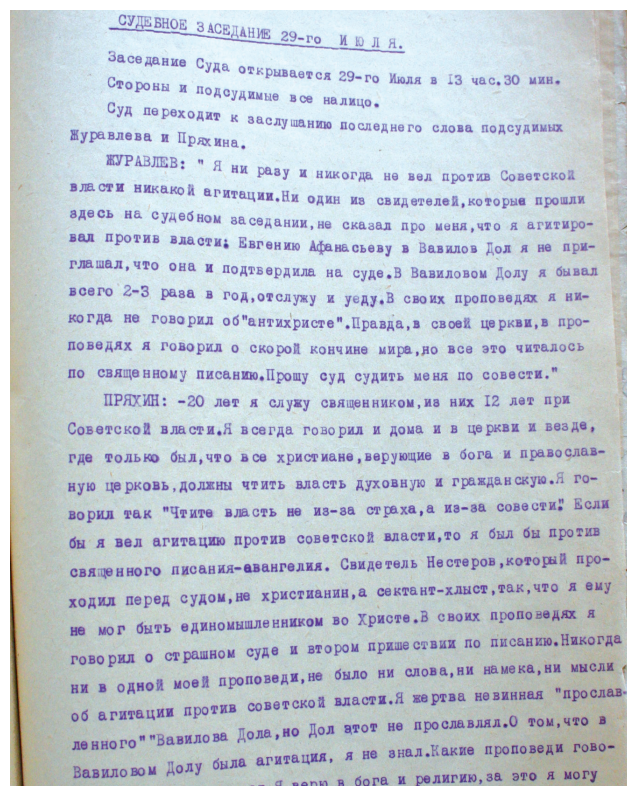 СУДЕБНОЕ ЗАСЕДАНИЕ 29-го И Ю Л Я.
Заседание Суда открывается 29-го Июля в 13 час.30 мин.
Стороны и подсудимые все налицо.
Суд переходит к заслушанию последнего слова подсудимых
Журавлева и Пряхина.
ЖУРАВЛЕВ: " Я ни разу и никогда не вел против Советской
власти никакой агитации.Ни один из свидетелей,которые прошли
здесь на судебном заседании,не сказал про меня,что я агитиро-
вал против власти; Евгению Афанасьеву в Вавилов Дол я не при-
глашал,что она и подтвердила на суде.В Вавиловом Долу я бывал
всего 2-3 раза в год,отслужу и уеду.В своих проповедях я ни-
когда не говорил об"антихристе".Правда,в своей церкви,в про-
поведях я говорил о скорой кончине мира,но все это читалось
по священному писанию.Прошу суд судить меня по совести."
ПРЯХИН: -20 лет я служу священником,из них 12 лет при
Советской власти.Я всегда говорил и дома и в церкви и везде,
где только был,что все христиане,верующие в бога и православ-
ную церковь,должны чтить власть духовную и гражданскую.Я го-
ворил так "Чтите власть не из-за страха,а из-за совести". Если
бы я вел агитацию против советской власти,то я был бы против
священного писания-авангелия. Свидетель Нестеров,который про-
ходил перед судом,не христианин,а сектант-хлыст,так,что я ему
не мог быть единомышленником во Христе.В своих проповедях я
говорил о страшном суде и втором пришествии по писанию.Никогда
ни в одной моей проповеди,не было ни слова,ни намека,ни мысли
об агитации против советской власти.Я жертва невинная "прослав-
ленного""Вавилова Дола,но Дол этот не прославлял.О том,что в
Вавиловом Долу была агитация, я не знал.Какие проповеди гово-
Я верю в бога и религию,за это я могу